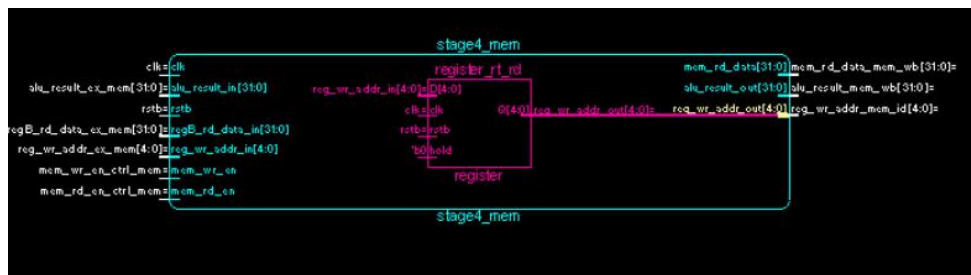 stage4_mem
clk= clk
alu_result_ex_mem[31:0]= alu_result_in[31:0]
rstb= rstb
regB_rd_data_ex_mem[31:0]= regB_rd_data_in[31:0]
reg_wr_addr_ex_mem[4:0]= reg_wr_addr_in[4:0]
mem_wr_en_ctrl_mem= mem_wr_en
mem_rd_en_ctrl_mem= mem_rd_en
register_rt_rd
reg_wr_addr_in[4:0]= D[4:0]
clk= clk
rstb= rstb
'b0 hold
Q[4:0] reg_wr_addr_out[4:0]=
register
mem_rd_data[31:0] mem_rd_data_mem_wb[31:0]=
alu_result_out[31:0] alu_result_mem_wb[31:0]=
reg_wr_addr_out[4:0] reg_wr_addr_mem_id[4:0]=
stage4_mem